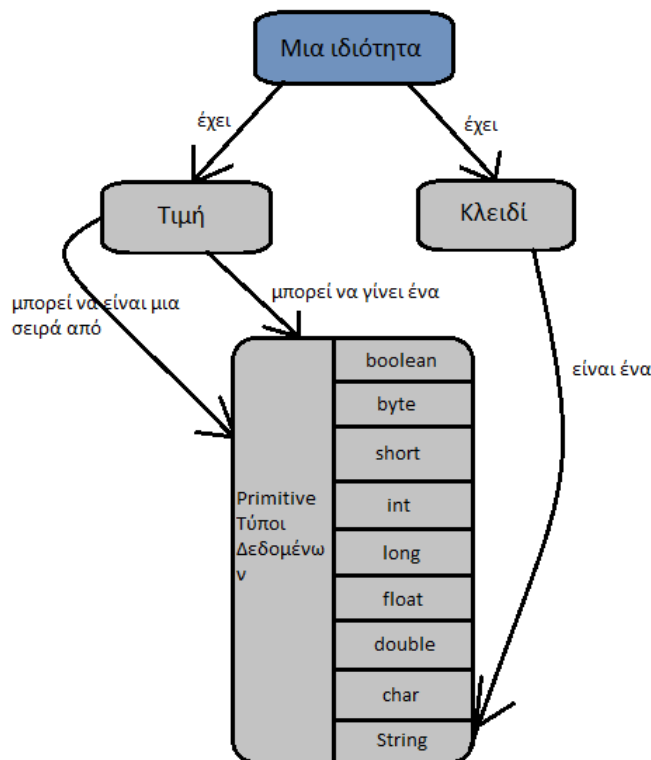 Μια ιδιότητα
έχει
έχει
Τιμή
Κλειδί
μπορεί να είναι μια
σειρά από
μπορεί να γίνει ένα
είναι ένα
Primitive
Τύποι
Δεδομένω
ν
boolean
byte
short
int
long
float
double
char
String